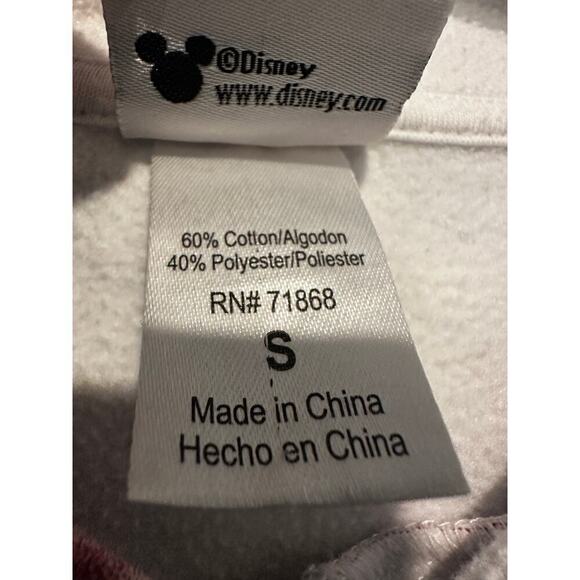 ©Disney
www.disney.com
60% Cotton/Algodon
40% Polyester/Poliester
RN# 71868
S
Made in China
Hecho en China